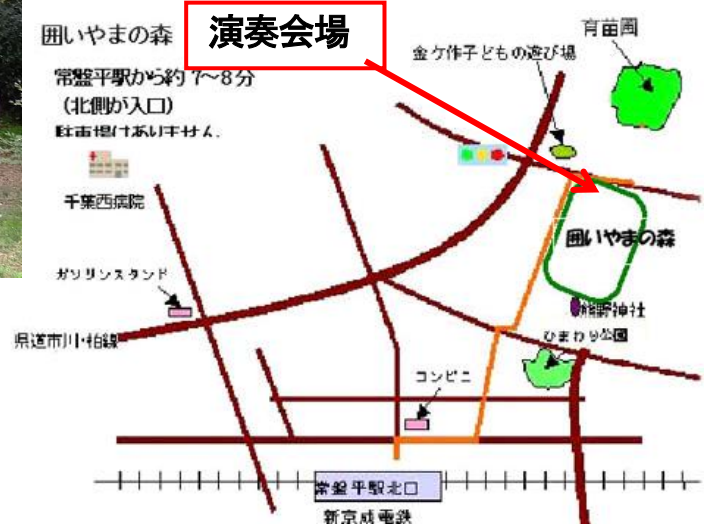 囲いやまの森
演奏会場
常盤平駅から約7~8分
(北側が入口)
駐車場はありません
千葉西病院
ガソリンスタンド
県道市川・柏線
金ケ作子どもの遊び場
育苗圃
囲いやまの森
熊野神社
ひまわり公園
コンビニ
常盤平駅北口
新京成電鉄